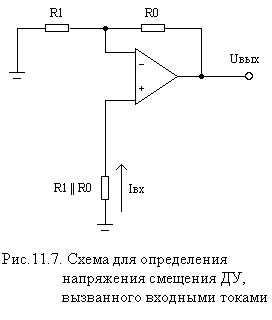 R1
R0
Uвых
-
+
R1 || R0
Iвх
Рис.11.7. Схема для определения
напряжения смещения ДУ,
вызванного входными токами